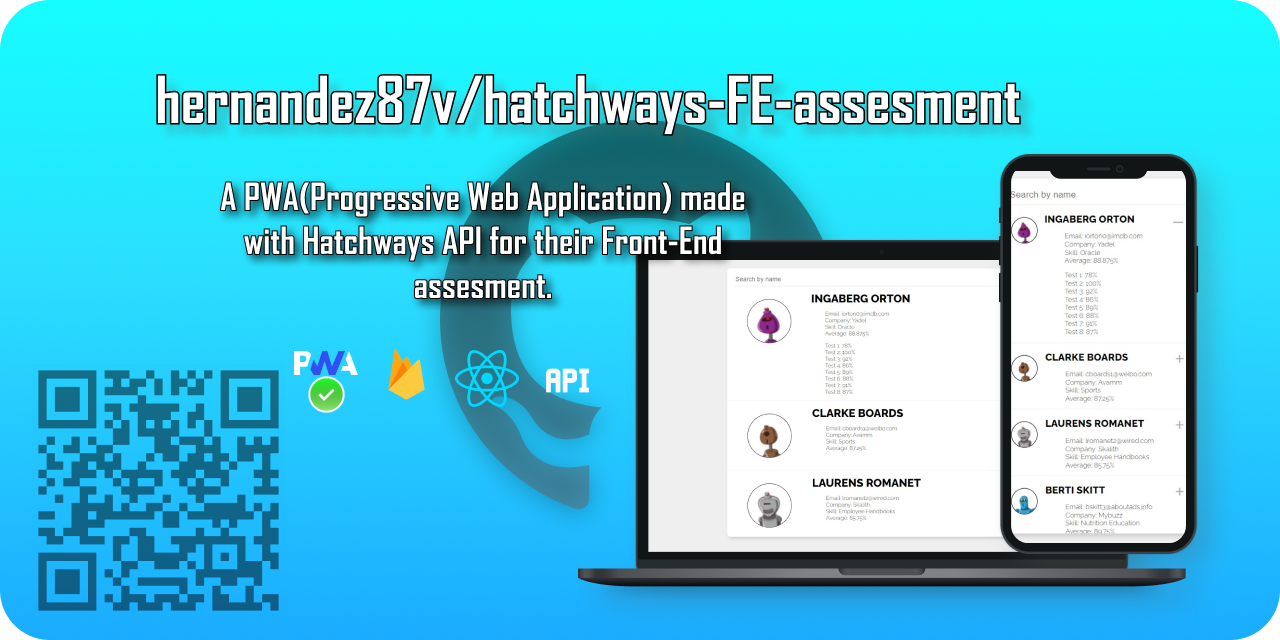 hernandez87v/hatchways-FE-assesment
A PWA(Progressive Web Application) made
with Hatchways API for their Front-End
assesment.
PWA
API
Search by name
INGABERG ORTON
Email: iorton0@imdb.com
Company: Yadel
Skill: Oracle
Average: 88.875%
Test 1: 78%
Test 2: 100%
Test 3: 92%
Test 4: 86%
Test 5: 89%
Test 6: 88%
Test 7: 91%
Test 8: 87%
CLARKE BOARDS
Email: cboards1@weibo.com
Company: Avamm
Skill: Sports
Average: 87.25%
LAURENS ROMANET
Email: lromanet2@wired.com
Company: Skalith
Skill: Employee Handbooks
Average: 85.75%
Search by name
INGABERG ORTON
Email: iorton0@imdb.com
Company: Yadel
Skill: Oracle
Average: 88.875%
Test 1: 78%
Test 2: 100%
Test 3: 92%
Test 4: 86%
Test 5: 89%
Test 6: 88%
Test 7: 91%
Test 8: 87%
CLARKE BOARDS
Email: cboards1@weibo.com
Company: Avamm
Skill: Sports
Average: 87.25%
LAURENS ROMANET
Email: lromanet2@wired.com
Company: Skalith
Skill: Employee Handbooks
Average: 85.75%
BERTI SKITT
Email: bskitt3@aboutads.info
Company: Mybuzz
Skill: Nutrition Education
Average: 89.75%